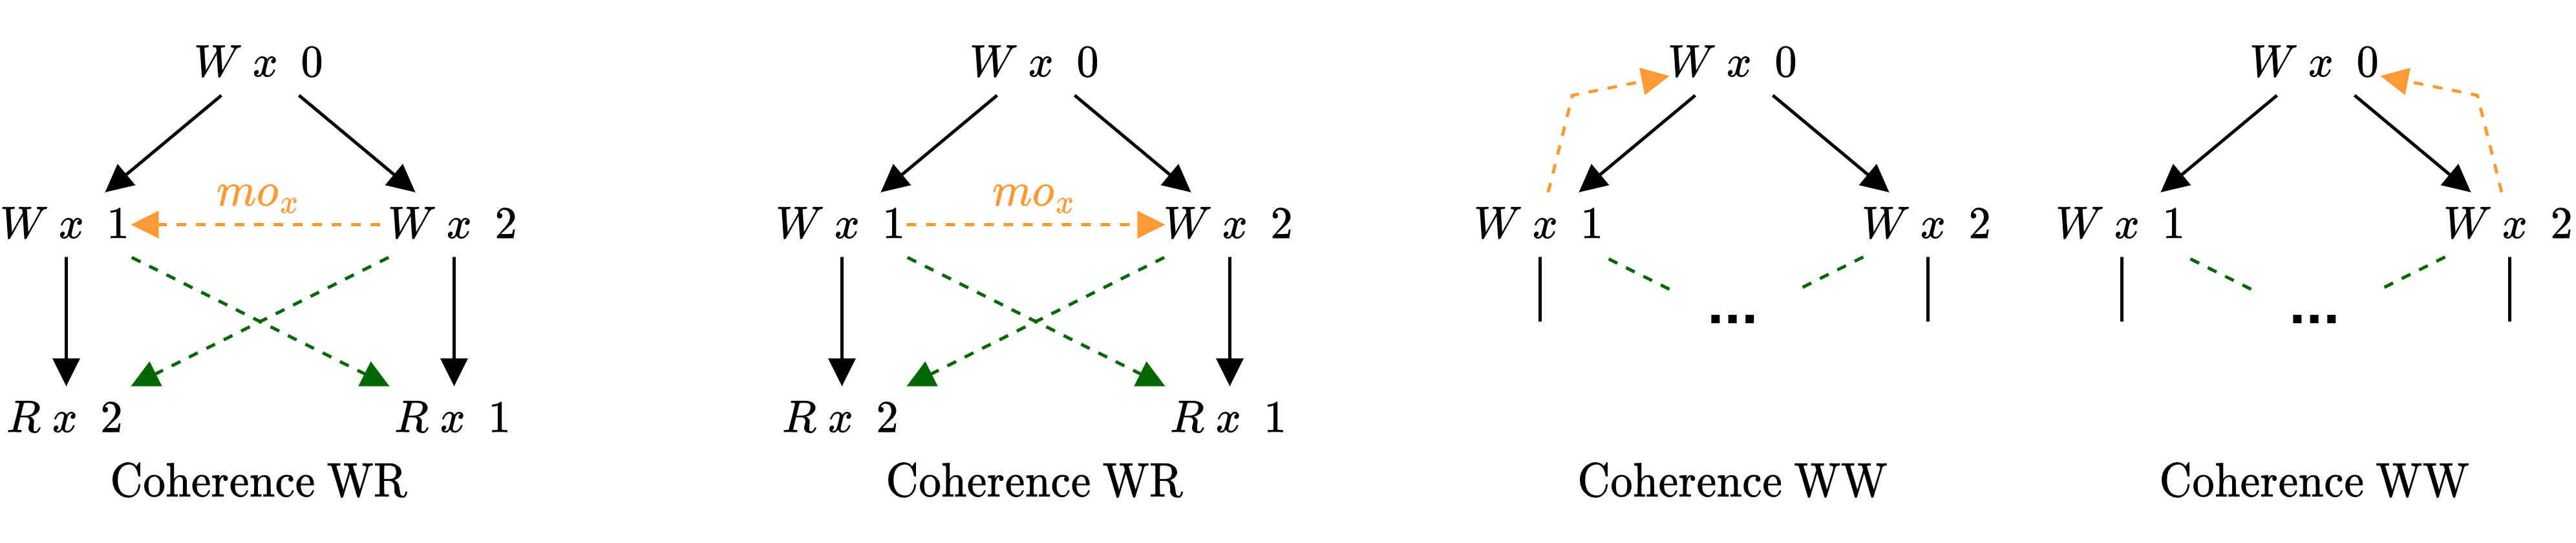 W x 0
W x 1
mo_x
W x 2
R x 2
R x 1
Coherence WR
W x 0
W x 1
mo_x
W x 2
R x 2
R x 1
Coherence WR
W x 0
W x 1
W x 2
...
Coherence WW
W x 0
W x 1
W x 2
...
Coherence WW